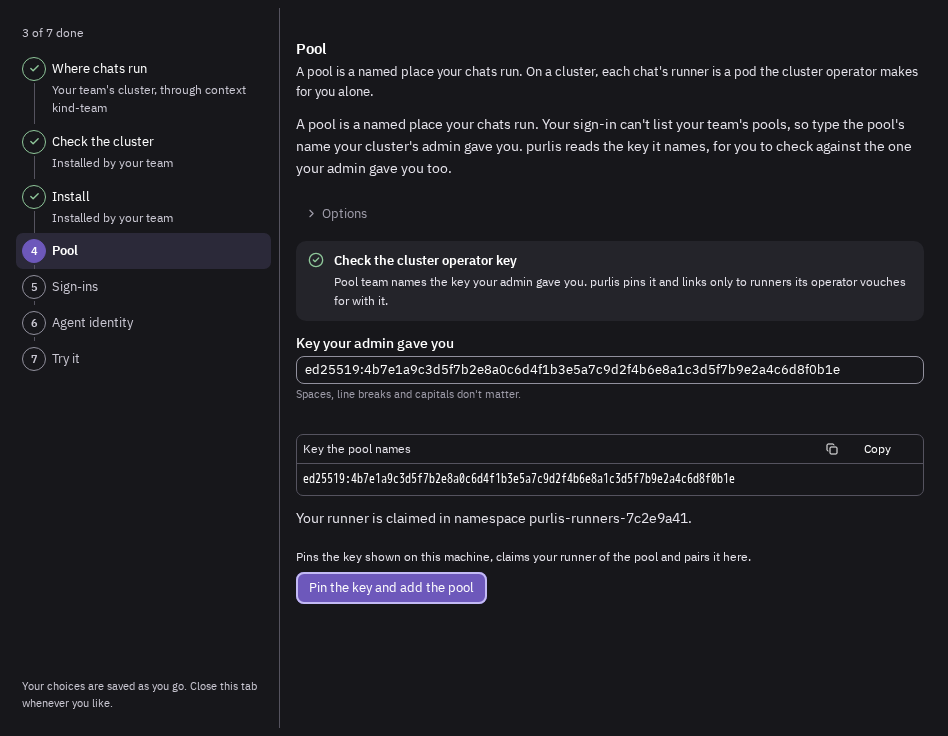 3 of 7 done
Where chats run
Your team's cluster, through context
kind-team
Check the cluster
Installed by your team
Install
Installed by your team
4 Pool
5 Sign-ins
6 Agent identity
7 Try it
Your choices are saved as you go. Close this tab
whenever you like.
Pool
A pool is a named place your chats run. On a cluster, each chat's runner is a pod the cluster operator makes
for you alone.
A pool is a named place your chats run. Your sign-in can't list your team's pools, so type the pool's
name your cluster's admin gave you. purlis reads the key it names, for you to check against the one
your admin gave you too.
Options
Check the cluster operator key
Pool team names the key your admin gave you. purlis pins it and links only to runners its operator vouches
for with it.
Key your admin gave you
ed25519:4b7e1a9c3d5f7b2e8a0c6d4f1b3e5a7c9d2f4b6e8a1c3d5f7b9e2a4c6d8f0b1e
Spaces, line breaks and capitals don't matter.
Key the pool names
Copy
ed25519:4b7e1a9c3d5f7b2e8a0c6d4f1b3e5a7c9d2f4b6e8a1c3d5f7b9e2a4c6d8f0b1e
Your runner is claimed in namespace purlis-runners-7c2e9a41.
Pins the key shown on this machine, claims your runner of the pool and pairs it here.
Pin the key and add the pool